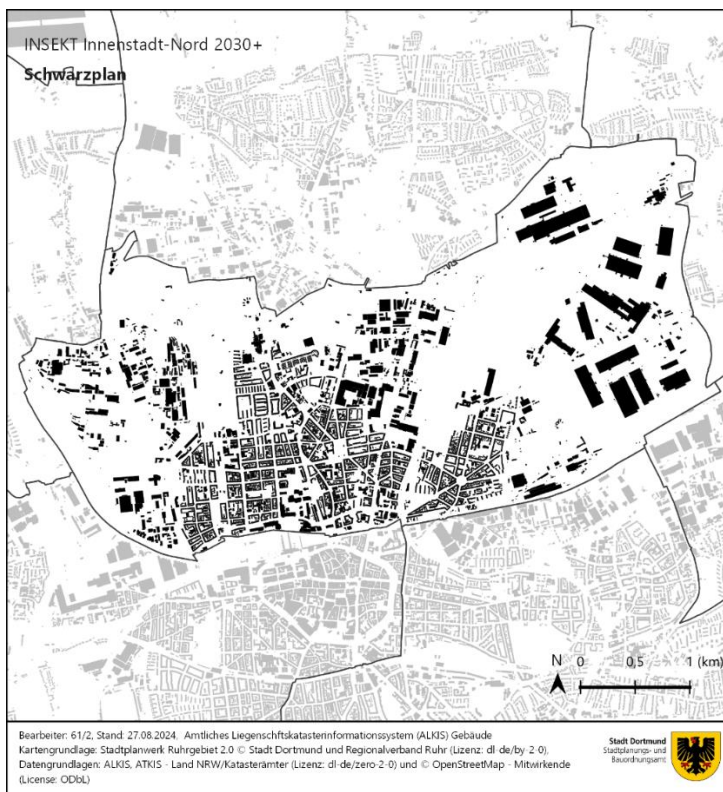 INSEKT Innenstadt-Nord 2030+
Schwarzplan
N 0 0,5 1 (km)
Bearbeiter: 61/2, Stand: 27.08.2024, Amtliches Liegenschftskatasterinformationssystem (ALKIS) Gebäude
Kartengrundlage: Stadtplanwerk Ruhrgebiet 2.0 © Stadt Dortmund und Regionalverband Ruhr (Lizenz: dl-de/by-2-0),
Datengrundlagen: ALKIS, ATKIS - Land NRW/Katasterämter (Lizenz: dl-de/zero-2-0) und © OpenStreetMap - Mitwirkende
(License: ODbL)
Stadt Dortmund
Stadtplanungs- und
Bauordnungsamt